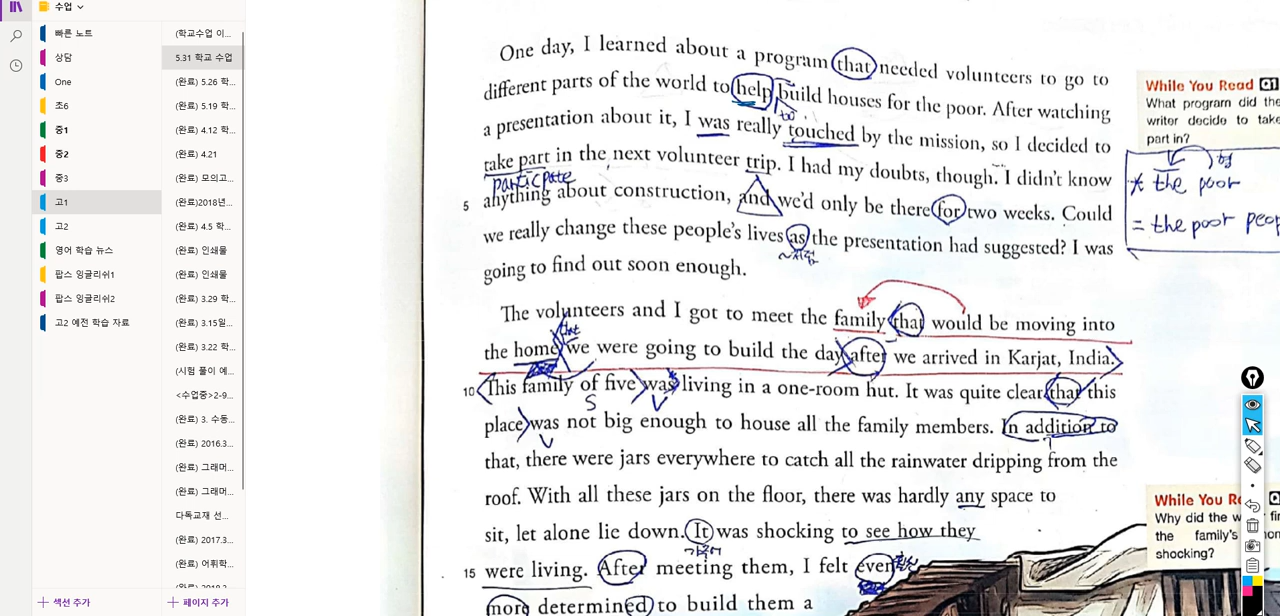 수업
빠른 노트
상담
One
초6
중1
중2
중3
고1
고2
영어 학습 뉴스
팝스 잉글리쉬1
팝스 잉글리쉬2
고2 예전 학습 자료
섹션 추가
(학교수업 이...
5.31 학교 수업
(완료) 5.26 학...
(완료) 5.19 학...
(완료) 4.12 학...
(완료) 4.21
(완료) 모의고...
(완료)2018년...
(완료) 4.5 학...
(완료) 인쇄물
(완료) 인쇄물
(완료) 3.29 학...
(완료) 3.15일...
(완료) 3.22 학...
(시험 풀이 예...
<수업중>2-9...
(완료) 3. 수동...
(완료) 2016.3...
(완료) 그래머...
(완료) 그래머...
다독교재 선...
(완료) 2017.3...
(완료) 어휘학...
페이지 추가
One day, I learned about a program that needed volunteers to go to
different parts of the world to help build houses for the poor. After watching
to
a presentation about it, I was really touched by the mission, so I decided to
take part in the next volunteer trip. I had my doubts, though. I didn't know
participate
5 anything about construction, and we'd only be there for two weeks. Could
we really change these people's lives as the presentation had suggested? I was
~처럼
going to find out soon enough.
The volunteers and I got to meet the family that would be moving into
that
the home we were going to build the day after we arrived in Karjat, India.
10 This family of five was living in a one-room hut. It was quite clear that this
S V
place was not big enough to house all the family members. In addition to
V
that, there were jars everywhere to catch all the rainwater dripping from the
roof. With all these jars on the floor, there was hardly any space to
sit, let alone lie down. It was shocking to see how they
가주어
15 were living. After meeting them, I felt even
more determined to build them a
While You Read Q1
What program did the
writer decide to take
part in?
형
* the poor
= the poor peop
While You Re
Why did the w fin
the family's hom
shocking?